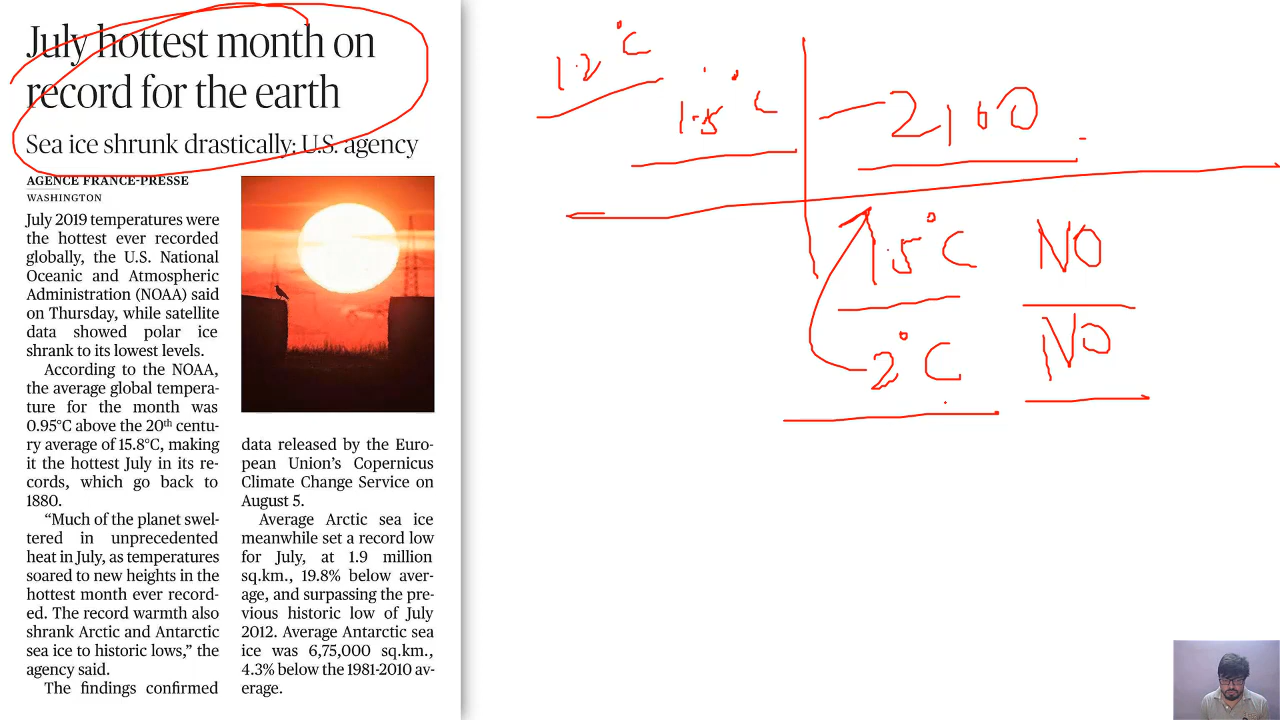 July hottest month on
record for the earth
Sea ice shrunk drastically: U.S. agency
AGENCE FRANCE-PRESSE
WASHINGTON
July 2019 temperatures were
the hottest ever recorded
globally, the U.S. National
Oceanic and Atmospheric
Administration (NOAA) said
on Thursday, while satellite
data showed polar ice
shrank to its lowest levels.
According to the NOAA,
the average global tempera-
ture for the month was
0.95°C above the 20th centu-
ry average of 15.8°C, making
it the hottest July in its re-
cords, which go back to
1880.
“Much of the planet swel-
tered in unprecedented
heat in July, as temperatures
soared to new heights in the
hottest month ever record-
ed. The record warmth also
shrank Arctic and Antarctic
sea ice to historic lows,” the
agency said.
The findings confirmed
data released by the Euro-
pean Union’s Copernicus
Climate Change Service on
August 5.
Average Arctic sea ice
meanwhile set a record low
for July, at 1.9 million
sq.km., 19.8% below aver-
age, and surpassing the pre-
vious historic low of July
2012. Average Antarctic sea
ice was 6,75,000 sq.km.,
4.3% below the 1981-2010 av-
erage.
1.2°C
1.5°C
2100
1.5°C NO
2°C NO